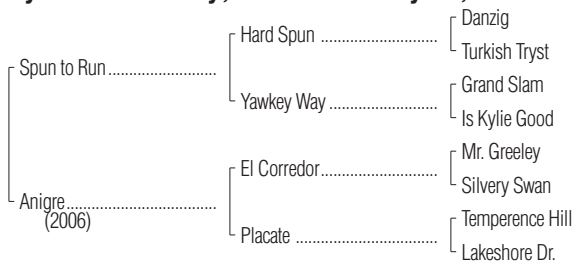 Danzig
Hard Spun ..............................
Turkish Tryst
Spun to Run............................
Grand Slam
Yawkey Way ...........................
Is Kylie Good
Mr. Greeley
El Corredor..............................
Silvery Swan
Anigre.......................................
(2006)
Temperence Hill
Placate ....................................
Lakeshore Dr.